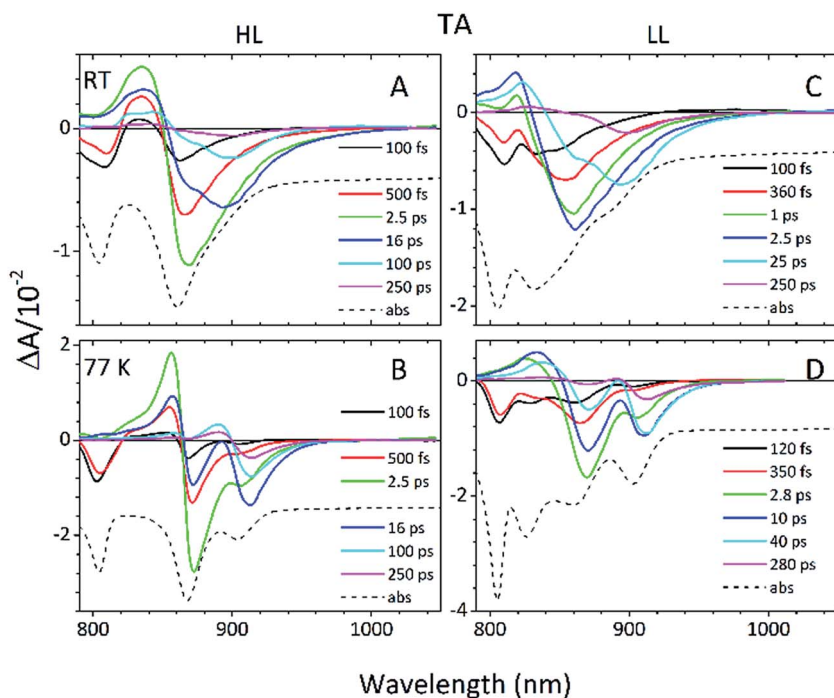 TA
HL
LL
RT
A
0
-1
100 fs
500 fs
2.5 ps
16 ps
100 ps
250 ps
abs
C
1
0
-1
-2
100 fs
360 fs
1 ps
2.5 ps
25 ps
250 ps
abs
ΔA/10⁻²
77 K
B
2
0
-2
100 fs
500 fs
2.5 ps
16 ps
100 ps
250 ps
abs
800
900
1000
D
0
-2
-4
120 fs
350 fs
2.8 ps
10 ps
40 ps
280 ps
abs
800
900
1000
Wavelength (nm)